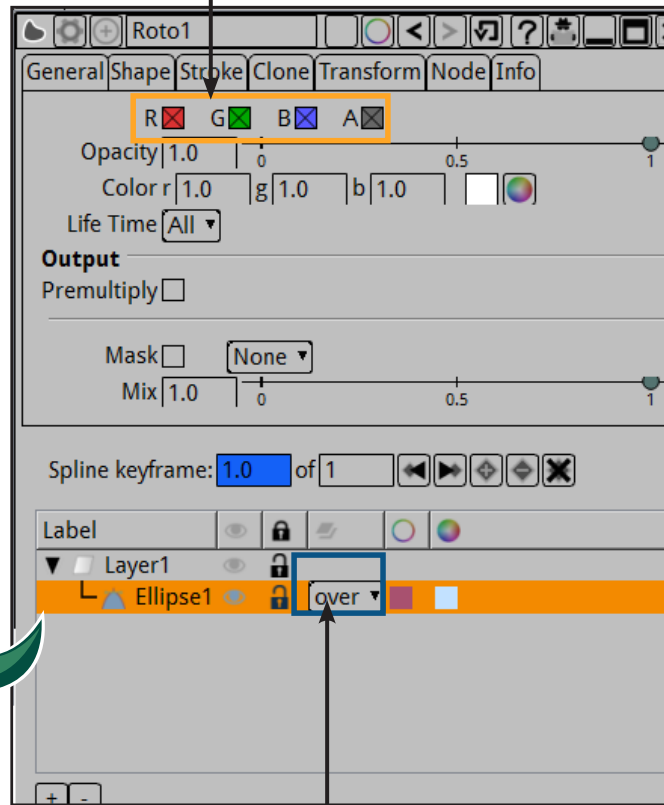 Roto1 ?
General Shape Stroke Clone Transform Node Info
R G B A
Opacity 1.0 0 0.5 1
Color r 1.0 g 1.0 b 1.0
Life Time All
Output
Premultiply
Mask None
Mix 1.0 0 0.5 1
Spline keyframe: 1.0 of 1
Label
Layer1
Ellipse1 over
+ -